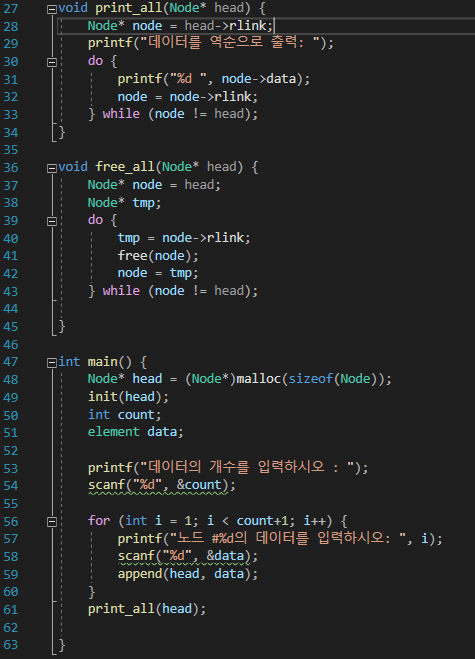 27 void print_all(Node* head) {
28 Node* node = head->rlink;
29 printf("데이터를 역순으로 출력: ");
30 do {
31 printf("%d ", node->data);
32 node = node->rlink;
33 } while (node != head);
34 }
35
36 void free_all(Node* head) {
37 Node* node = head;
38 Node* tmp;
39 do {
40 tmp = node->rlink;
41 free(node);
42 node = tmp;
43 } while (node != head);
44
45 }
46
47 int main() {
48 Node* head = (Node*)malloc(sizeof(Node));
49 init(head);
50 int count;
51 element data;
52
53 printf("데이터의 개수를 입력하시오 : ");
54 scanf("%d", &count);
55
56 for (int i = 1; i < count+1; i++) {
57 printf("노드 #%d의 데이터를 입력하시오: ", i);
58 scanf("%d", &data);
59 append(head, data);
60 }
61 print_all(head);
62
63 }